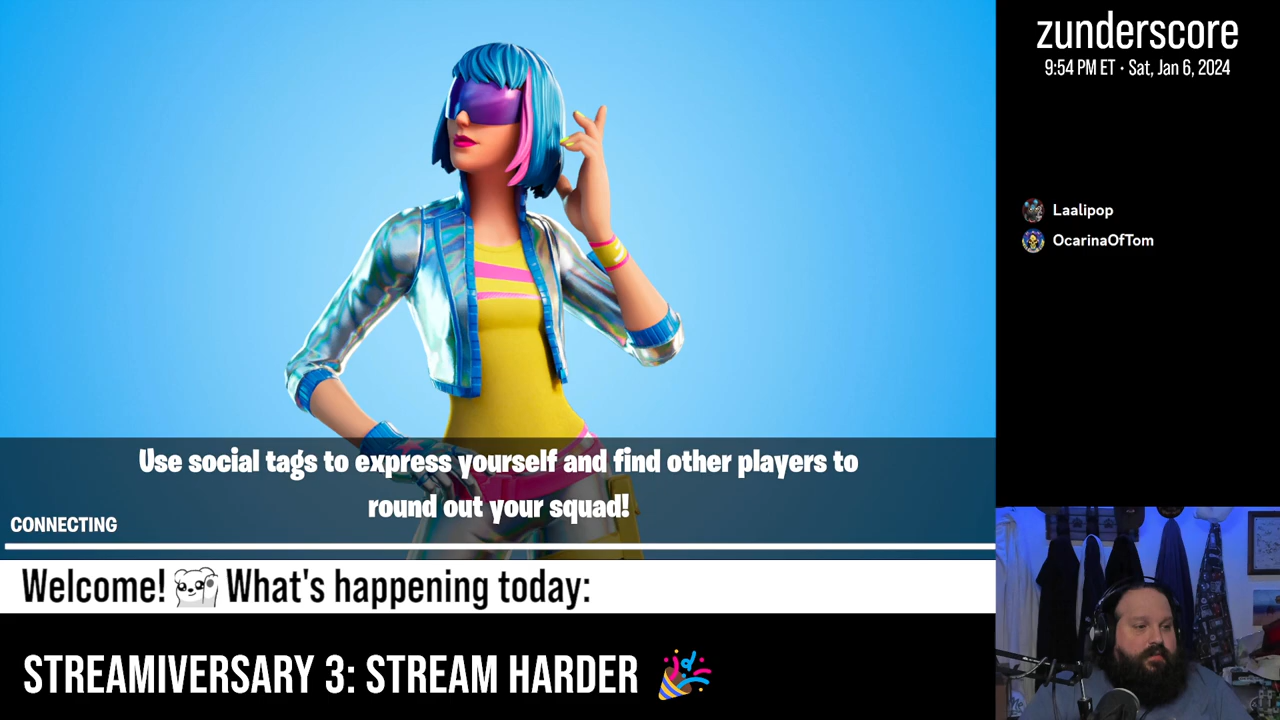 zunderscore
9:54 PM ET · Sat, Jan 6, 2024
Laalipop
OcarinaOfTom
Use social tags to express yourself and find other players to
round out your squad!
CONNECTING
Welcome! What's happening today:
STREAMIVERSARY 3: STREAM HARDER